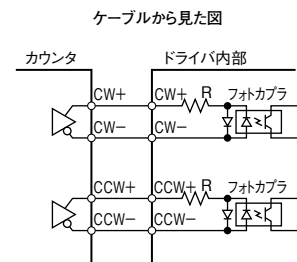 ケーブルから見た図
カウンタ ドライバ内部
CW+ CW+ R フォトカプラ
CW− CW−
CCW+ CCW+ R フォトカプラ
CCW− CCW−